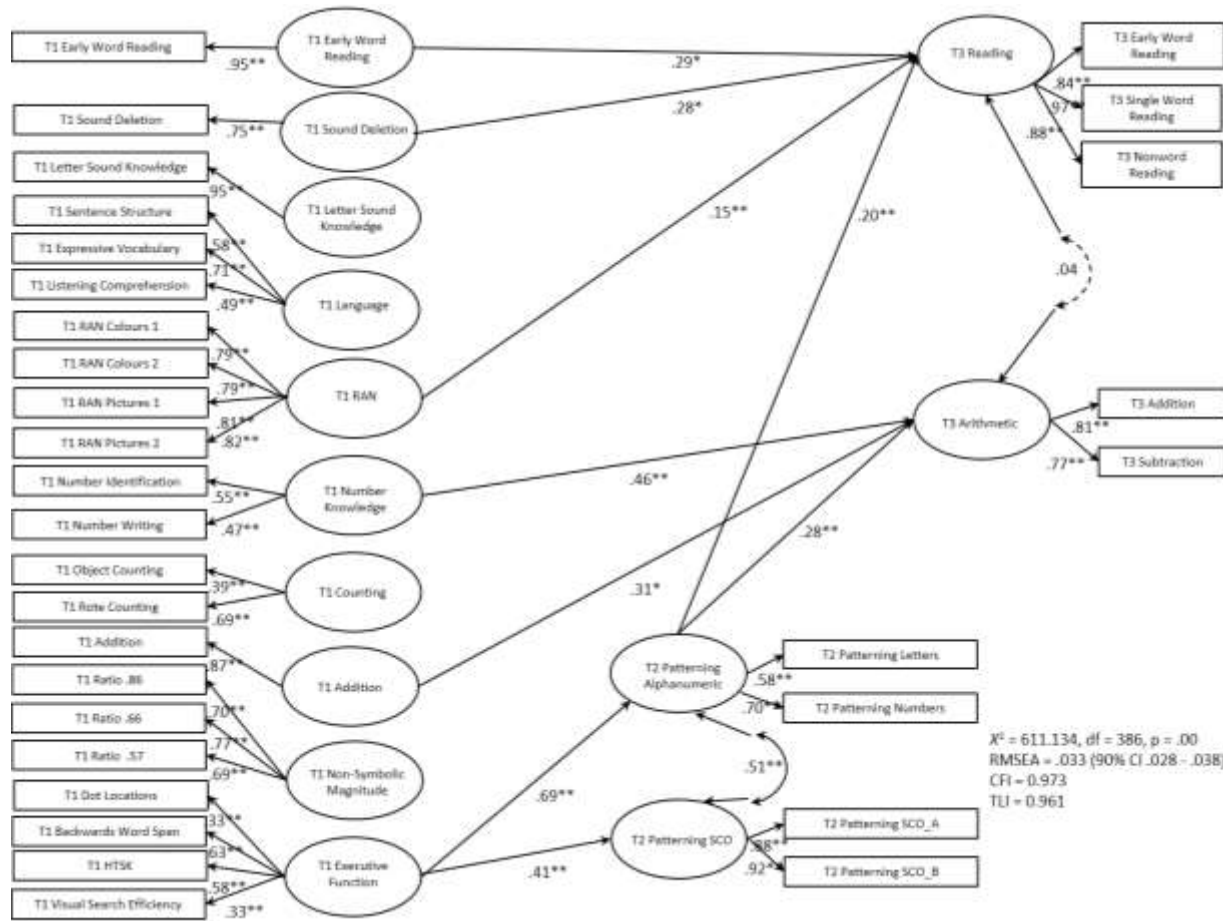 T1 Early Word Reading
.95**
T1 Early Word
Reading
.29*
T3 Reading
T3 Early Word
Reading
.84**
T3 Single Word
Reading
.97
.88**
T3 Nonword
Reading
T1 Sound Deletion
.75**
T1 Sound Deletion
.28*
T1 Letter Sound Knowledge
.95**
T1 Letter Sound
Knowledge
.15**
.20**
T1 Sentence Structure
.58**
T1 Expressive Vocabulary
.71**
T1 Listening Comprehension
.49**
T1 Language
.04
T1 RAN Colours 1
.79**
T1 RAN Colours 2
.79**
T1 RAN Pictures 1
.81**
T1 RAN Pictures 2
.82**
T1 RAN
T3 Arithmetic
T3 Addition
.81**
T3 Subtraction
.77**
T1 Number Identification
.55**
T1 Number Writing
.47**
T1 Number
Knowledge
.46**
.28**
T1 Object Counting
.39**
T1 Rote Counting
.69**
T1 Counting
.31*
T1 Addition
.87**
T1 Addition
T2 Patterning
Alphanumeric
T2 Patterning Letters
.58**
T2 Patterning Numbers
.70*
T1 Ratio .86
.70**
T1 Ratio .66
.77**
T1 Ratio .57
.69**
T1 Non-Symbolic
Magnitude
.51**
X² = 611.134, df = 386, p = .00
RMSEA = .033 (90% CI .028 - .038)
CFI = 0.973
TLI = 0.961
T1 Dot Locations
.33**
T1 Backwards Word Span
.63**
T1 HTSK
.58**
T1 Visual Search Efficiency
.33**
T1 Executive
Function
.69**
.41**
T2 Patterning SCO
T2 Patterning SCO_A
.88**
T2 Patterning SCO_B
.92*